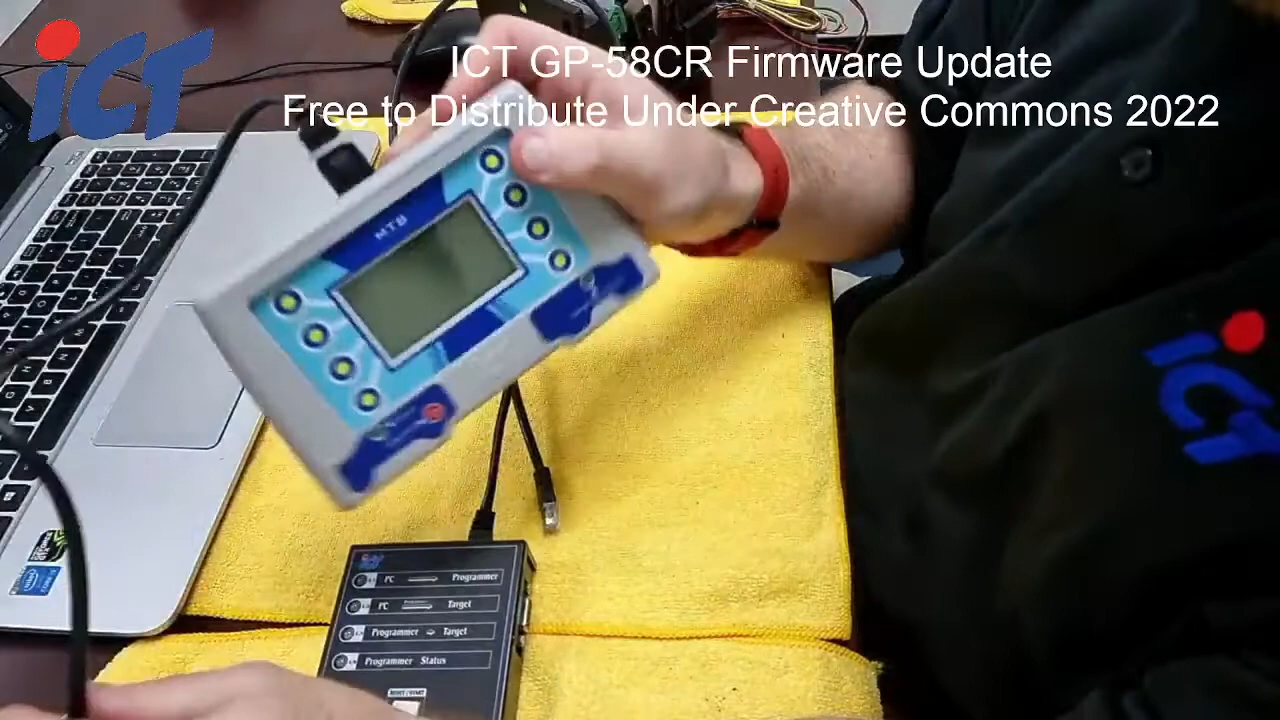 iCT
ICT GP-58CR Firmware Update
Free to Distribute Under Creative Commons 2022
MTB
iCT
iCT
PC Programmer
PC Target
Programmer Target
Programmer Status